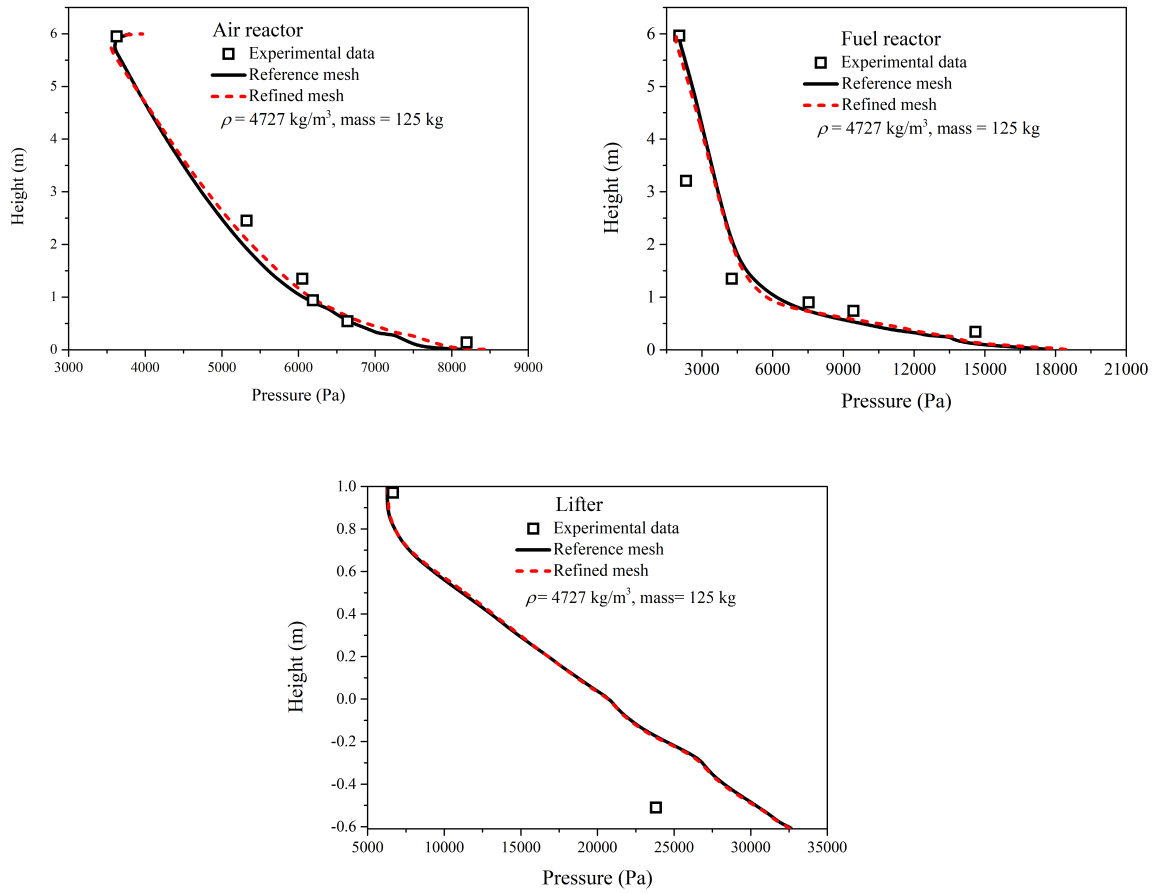 Air reactor
Experimental data
Reference mesh
Refined mesh
ρ = 4727 kg/m³, mass = 125 kg
6
5
4
3
2
1
0
Height (m)
3000 4000 5000 6000 7000 8000 9000
Pressure (Pa)
Fuel reactor
Experimental data
Reference mesh
Refined mesh
ρ = 4727 kg/m³, mass = 125 kg
6
5
4
3
2
1
0
Height (m)
3000 6000 9000 12000 15000 18000 21000
Pressure (Pa)
Lifter
Experimental data
Reference mesh
Refined mesh
ρ= 4727 kg/m³, mass= 125 kg
1.0
0.8
0.6
0.4
0.2
0.0
-0.2
-0.4
-0.6
Height (m)
5000 10000 15000 20000 25000 30000 35000
Pressure (Pa)